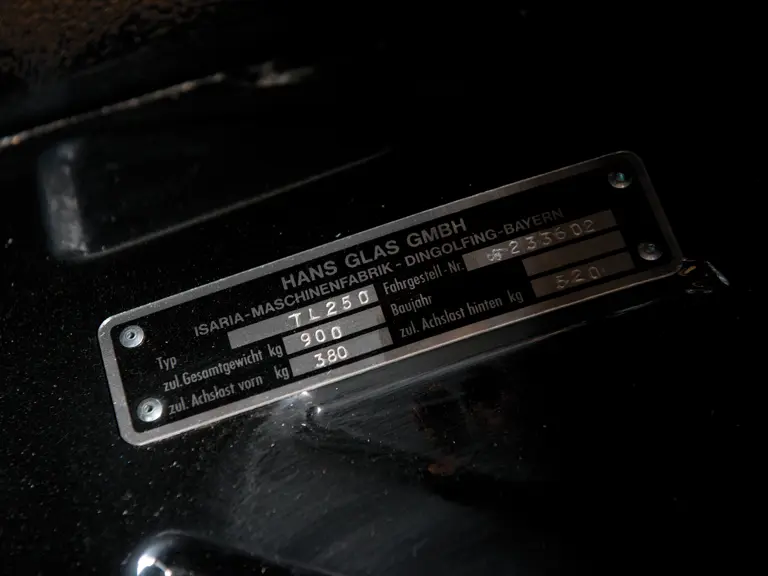 HANS GLAS GMBH
ISARIA-MASCHINENFABRIK - DINGOLFING-BAYERN
Typ TL250
Fahrgestell-Nr. 233602
zul. Gesamtgewicht kg 900
Baujahr
zul. Achslast vorn kg 380
zul. Achslast hinten kg 520